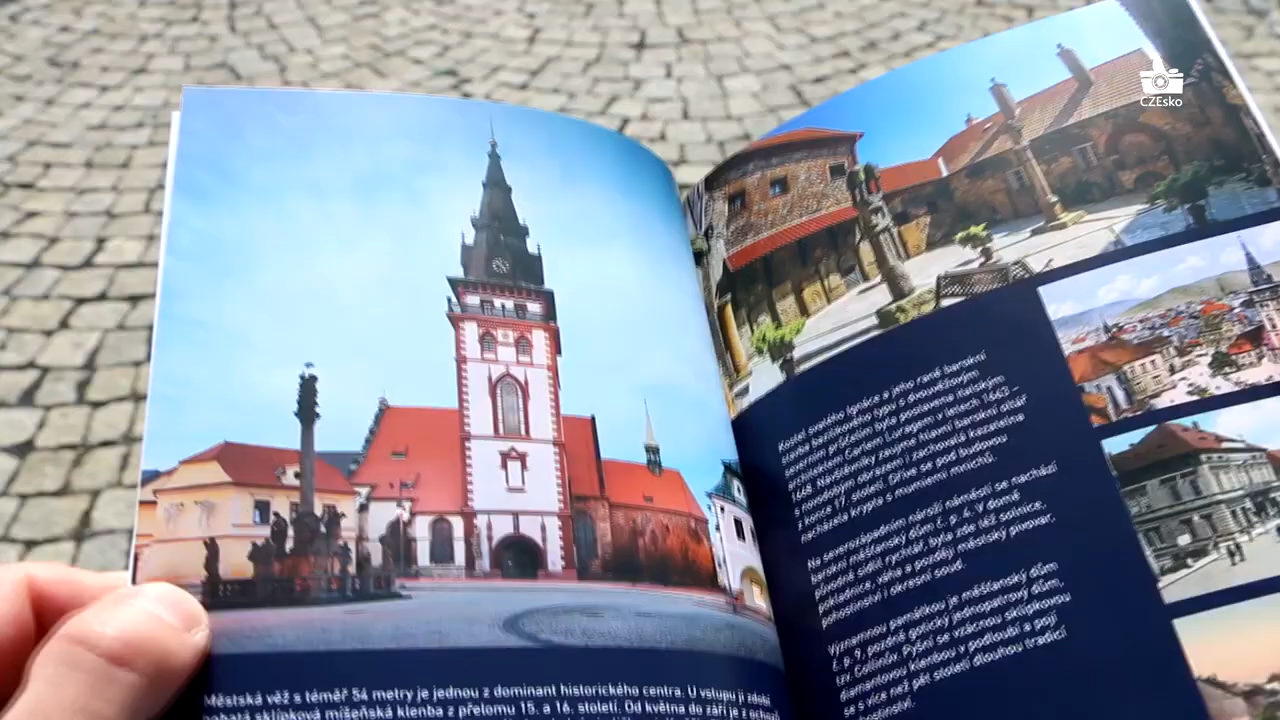 CZEsko
Městská věž s téměř 54 metry je jednou z dominant historického centra. U vstupu ji zdobí
bohatá sklípková míšeňská klenba z přelomu 15. a 16. století. Od května do září je z ochozu
Kostel svatého Ignáce a jeho raně barokní
stavba bazilikového typu s dvouvěžovým
severním průčelím byla postavena italským
architektem Carlem Luragem v letech 1663 –
1668. Návštěvníky zaujme hlavní barokní oltář
s novodobým obrazem i zachovalá kazatelna
z konce 17. století. Dříve se pod budovou
nacházela krypta s mumiemi mnichů.
Na severozápadním nároží náměstí se nachází
barokní měšťanský dům č. p. 4. V domě
původně sídlil rychtář, byla zde též solnice,
pokladnice, váha a později městský pivovar,
pohostinství i okresní soud.
Významnou památkou je měšťanský dům
č. p. 9, pozdně gotický jednopatrový dům,
tzv. Collinův. Pyšní se vzácnou sklípkovou
diamantovou klenbou v podloubí a pojí
se s více než pět století dlouhou tradicí
pohostinství.